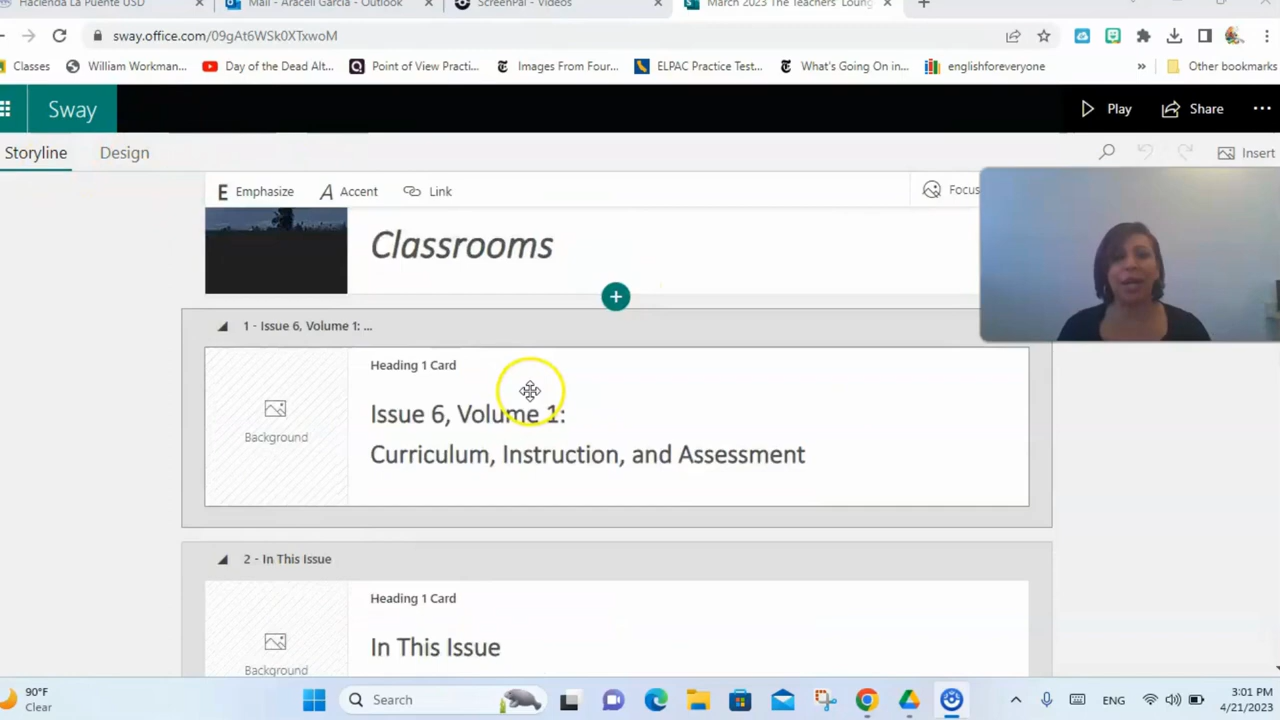 Hacienda La Puente USD
Mail - Araceli Garcia - Outlook
ScreenPal - Videos
March 2023 The Teachers' Loung
sway.office.com/09gAt6WSk0XTxwoM
Classes
William Workman...
Day of the Dead Alt...
Point of View Practi...
Images From Four...
ELPAC Practice Test...
What's Going On in...
englishforeveryone
»
Other bookmarks
Sway
Play
Share
Storyline
Design
Insert
E Emphasize
A Accent
Link
Focus
Classrooms
1 - Issue 6, Volume 1: ...
Heading 1 Card
Background
Issue 6, Volume 1:
Curriculum, Instruction, and Assessment
2 - In This Issue
Heading 1 Card
Background
In This Issue
90°F
Clear
Search
ENG
3:01 PM
4/21/2023